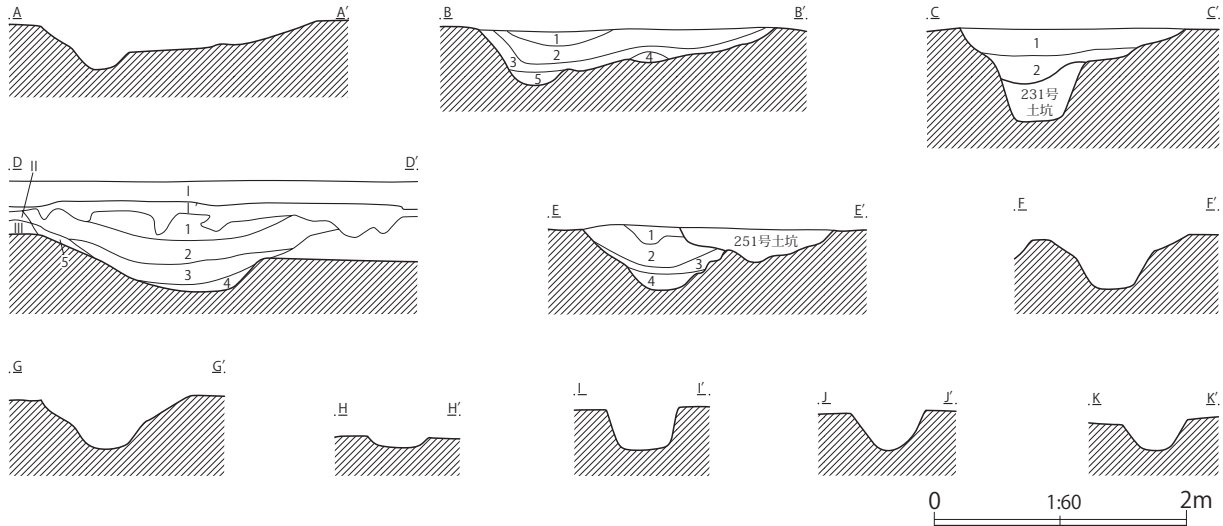 A A′
B B′
1
2
3 4
5
C C′
1
2
231号
土坑
D D′
II
I
I′
III
1
2
5
3
4
E E′
1
251号土坑
2
3
4
F F′
G G′
H H′
I I′
J J′
K K′
0 1:60 2m